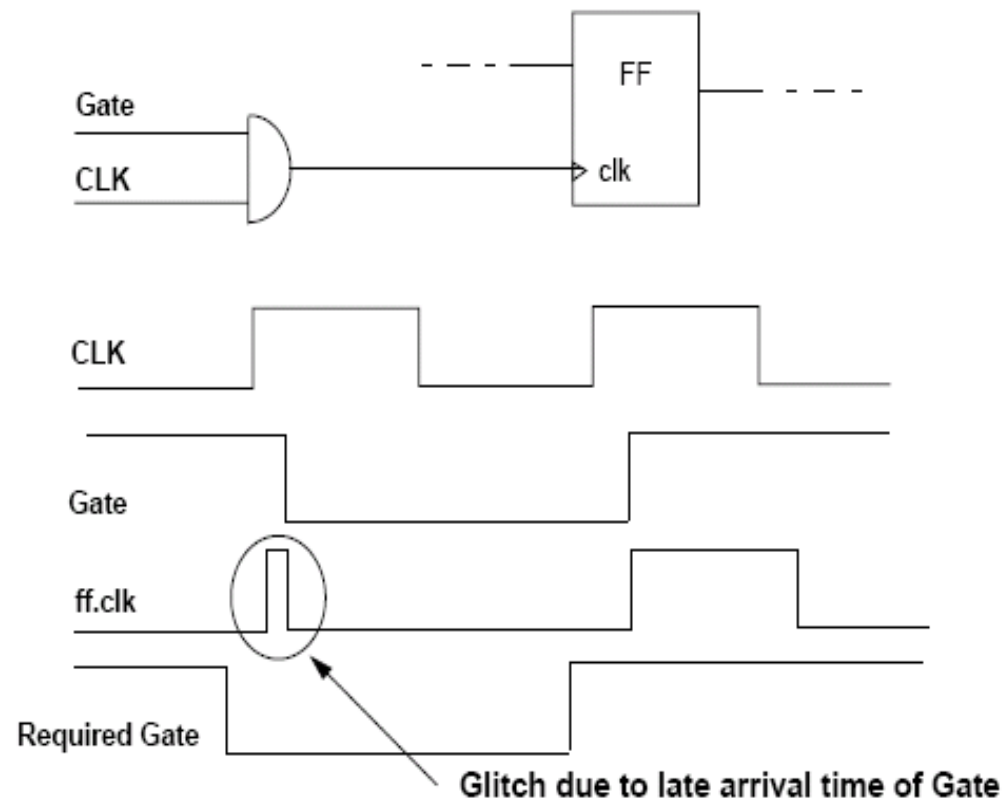 FF
Gate
CLK
clk
CLK
Gate
ff.clk
Required Gate
Glitch due to late arrival time of Gate